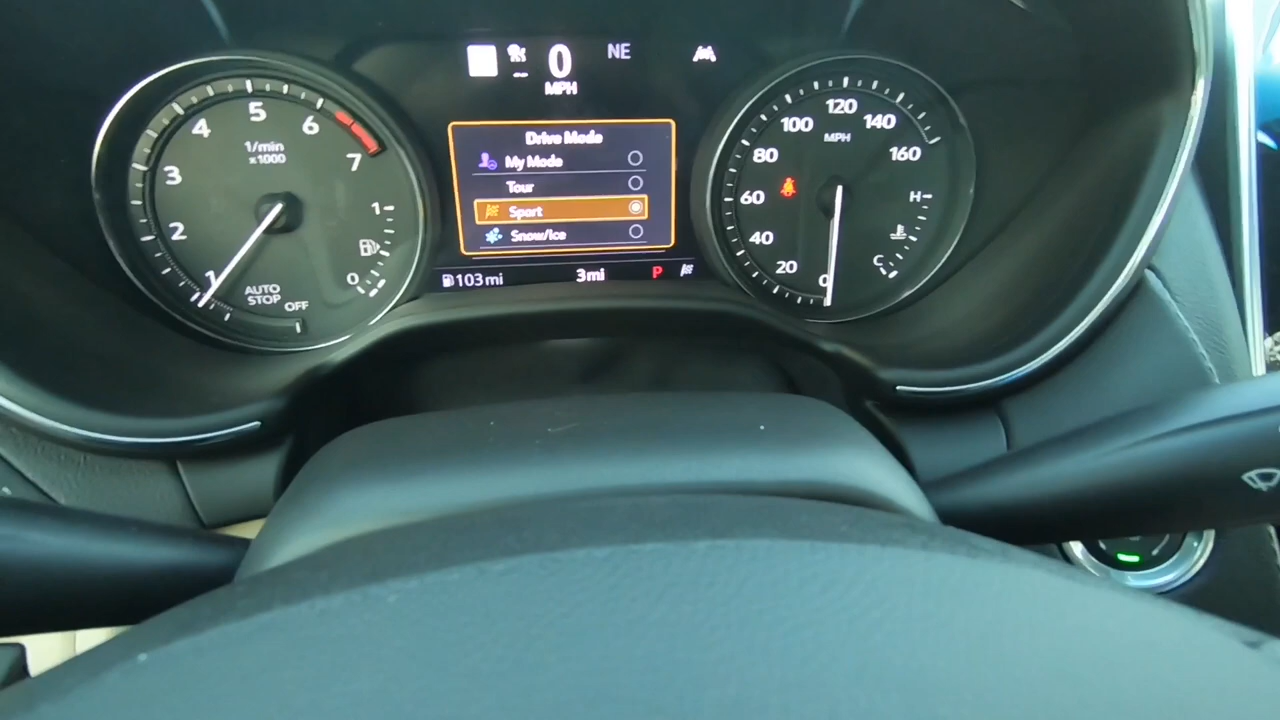 0
MPH
NE
5
4
6
1/min
x1000
3
7
2
1
1
0
AUTO
STOP
OFF
Drive Mode
My Mode
Tour
Sport
Snow/Ice
103mi
3mi
P
120
100
140
MPH
80
160
60
H
40
C
20
0